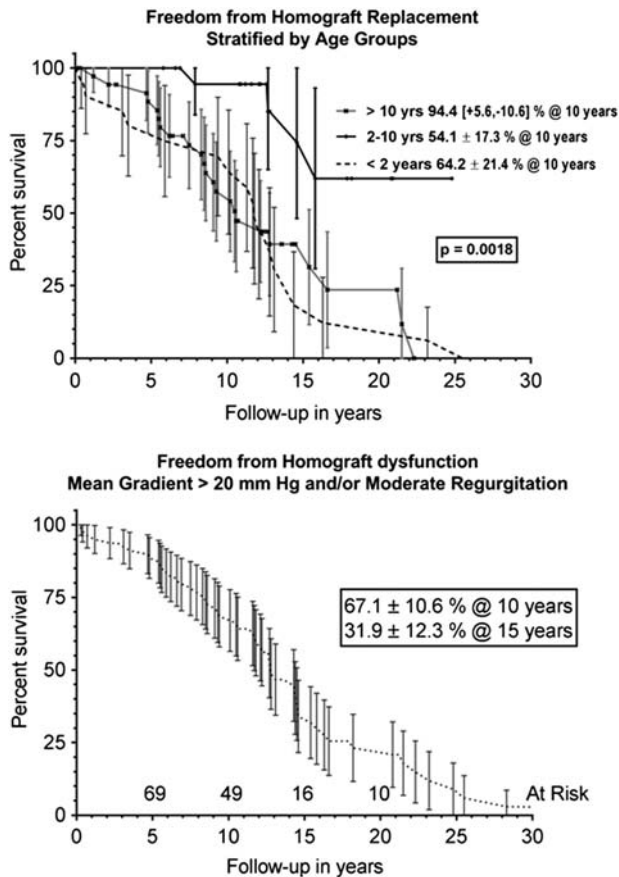 Freedom from Homograft Replacement
Stratified by Age Groups
100
75
50
25
0
Percent survival
> 10 yrs 94.4 [+5.6,-10.6] % @ 10 years
2-10 yrs 54.1 ± 17.3 % @ 10 years
< 2 years 64.2 ± 21.4 % @ 10 years
p = 0.0018
0 5 10 15 20 25 30
Follow-up in years
Freedom from Homograft dysfunction
Mean Gradient > 20 mm Hg and/or Moderate Regurgitation
100
75
50
25
0
Percent survival
67.1 ± 10.6 % @ 10 years
31.9 ± 12.3 % @ 15 years
69 49 16 10 At Risk
0 5 10 15 20 25 30
Follow-up in years